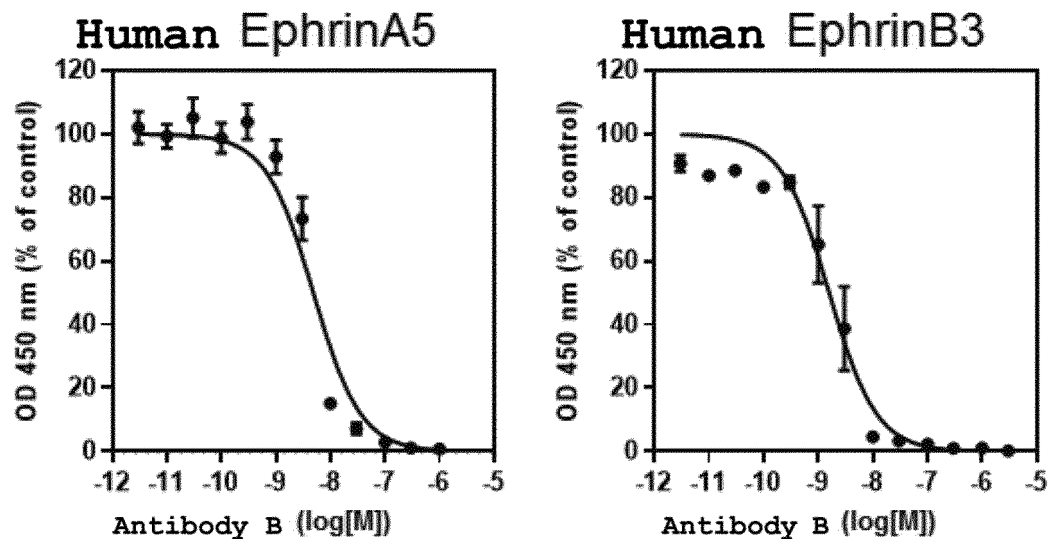 Human EphrinA5
120
100
80
60
40
20
0
OD 450 nm (% of control)
-12 -11 -10 -9 -8 -7 -6 -5
Antibody B (log[M])
Human EphrinB3
120
100
80
60
40
20
0
OD 450 nm (% of control)
-12 -11 -10 -9 -8 -7 -6 -5
Antibody B (log[M])